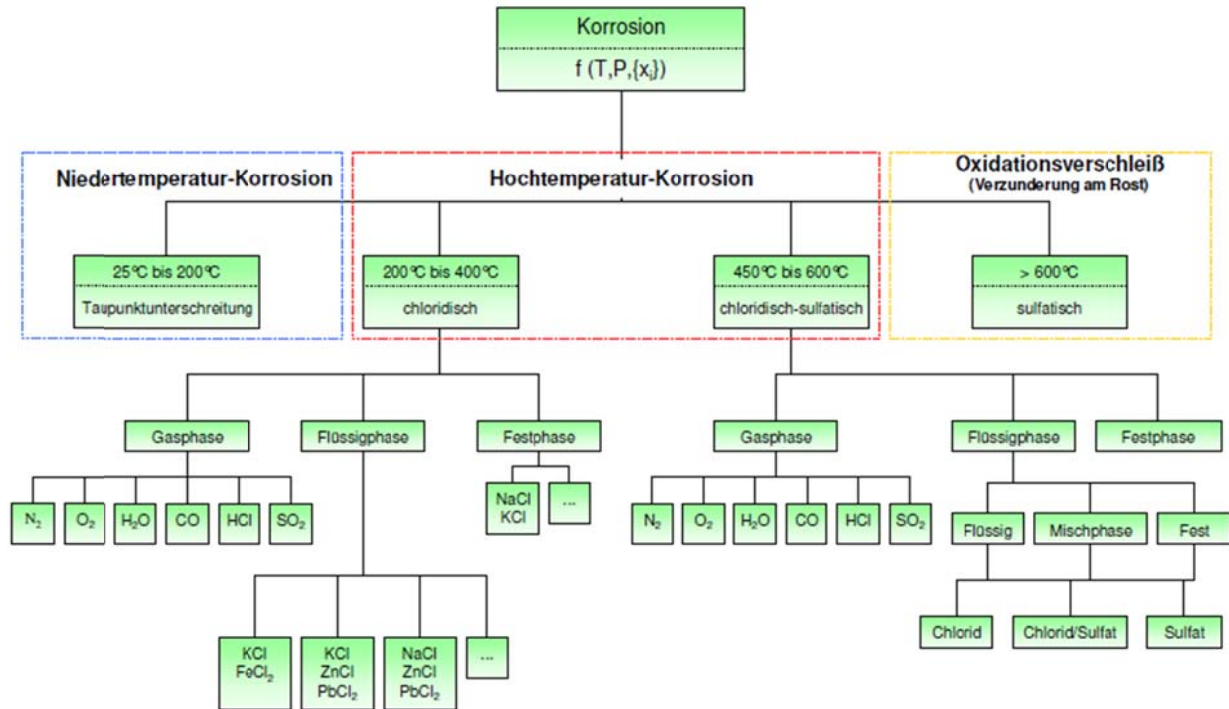 Korrosion
f (T,P,{xᵢ})
Niedertemperatur-Korrosion
Hochtemperatur-Korrosion
Oxidationsverschleiß
(Verzunderung am Rost)
25°C bis 200°C
Taupunktunterschreitung
200°C bis 400°C
chloridisch
450°C bis 600°C
chloridisch-sulfatisch
> 600°C
sulfatisch
Gasphase
Flüssigphase
Festphase
Gasphase
Flüssigphase
Festphase
N₂
O₂
H₂O
CO
HCl
SO₂
NaCl
KCl
...
N₂
O₂
H₂O
CO
HCl
SO₂
Flüssig
Mischphase
Fest
KCl
FeCl₂
KCl
ZnCl
PbCl₂
NaCl
ZnCl
PbCl₂
...
Chlorid
Chlorid/Sulfat
Sulfat